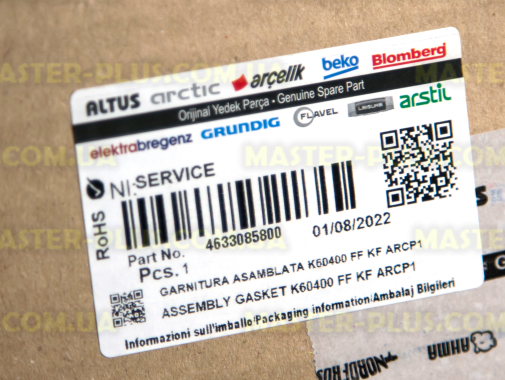 ALTUS arctic arçelik beko Blomberg
Orijinal Yedek Parça • Genuine Spare Part
elektrabregenz GRUNDIG FLAVEL LEISURE arstil
RoHS
NI:SERVICE
Part No. 4633085800 01/08/2022
Pcs. 1
GARNITURA ASAMBLATA K60400 FF KF ARCP1
ASSEMBLY GASKET K60400 FF KF ARCP1
Informazioni sull'imballo/Packaging information/Ambalaj Bilgileri
MASTER-PLUS.COM.UA